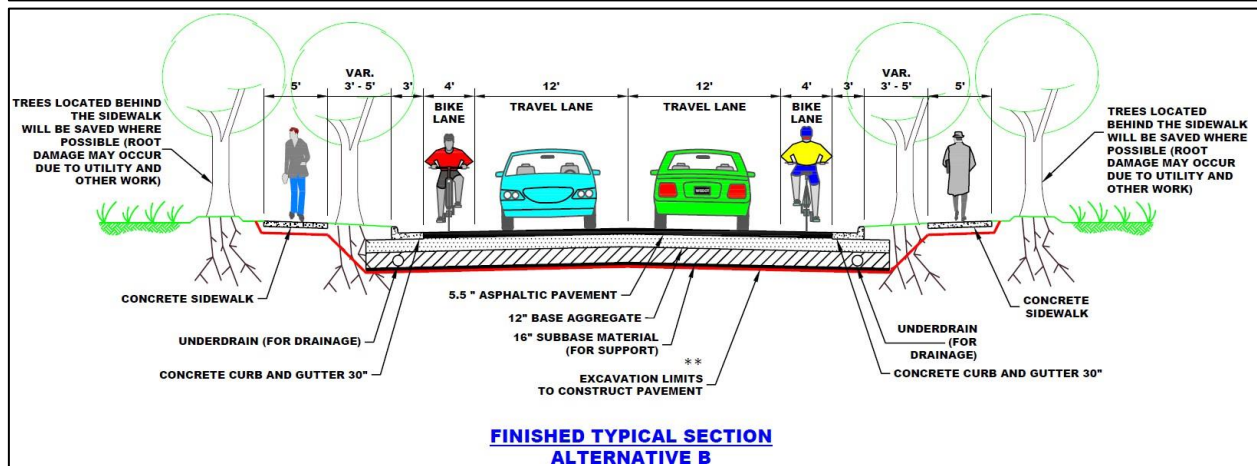 VAR.
VAR.
5'
3' - 5'
3'
4'
12'
12'
4'
3'
3' - 5'
5'
BIKE
LANE
TRAVEL LANE
TRAVEL LANE
BIKE
LANE
TREES LOCATED BEHIND
THE SIDEWALK
WILL BE SAVED WHERE
POSSIBLE (ROOT
DAMAGE MAY OCCUR
DUE TO UTILITY AND
OTHER WORK)
TREES LOCATED
BEHIND THE SIDEWALK
WILL BE SAVED WHERE
POSSIBLE (ROOT
DAMAGE MAY OCCUR
DUE TO UTILITY AND
OTHER WORK)
CONCRETE SIDEWALK
UNDERDRAIN (FOR DRAINAGE)
CONCRETE CURB AND GUTTER 30"
5.5 " ASPHALTIC PAVEMENT
12" BASE AGGREGATE
16" SUBBASE MATERIAL
(FOR SUPPORT)
**
EXCAVATION LIMITS
TO CONSTRUCT PAVEMENT
CONCRETE
SIDEWALK
UNDERDRAIN
(FOR
DRAINAGE)
CONCRETE CURB AND GUTTER 30"
FINISHED TYPICAL SECTION
ALTERNATIVE B